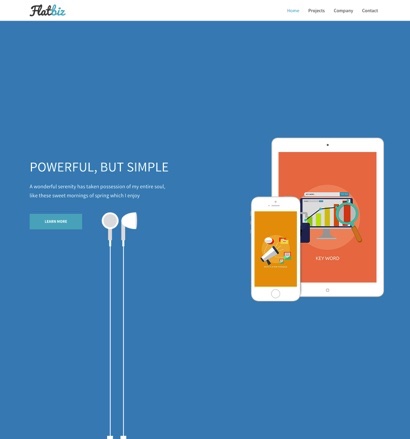 Flatbiz
Home Projects Company Contact
POWERFUL, BUT SIMPLE
A wonderful serenity has taken possession of my entire soul,
like these sweet mornings of spring which I enjoy
LEARN MORE
KEY WORD